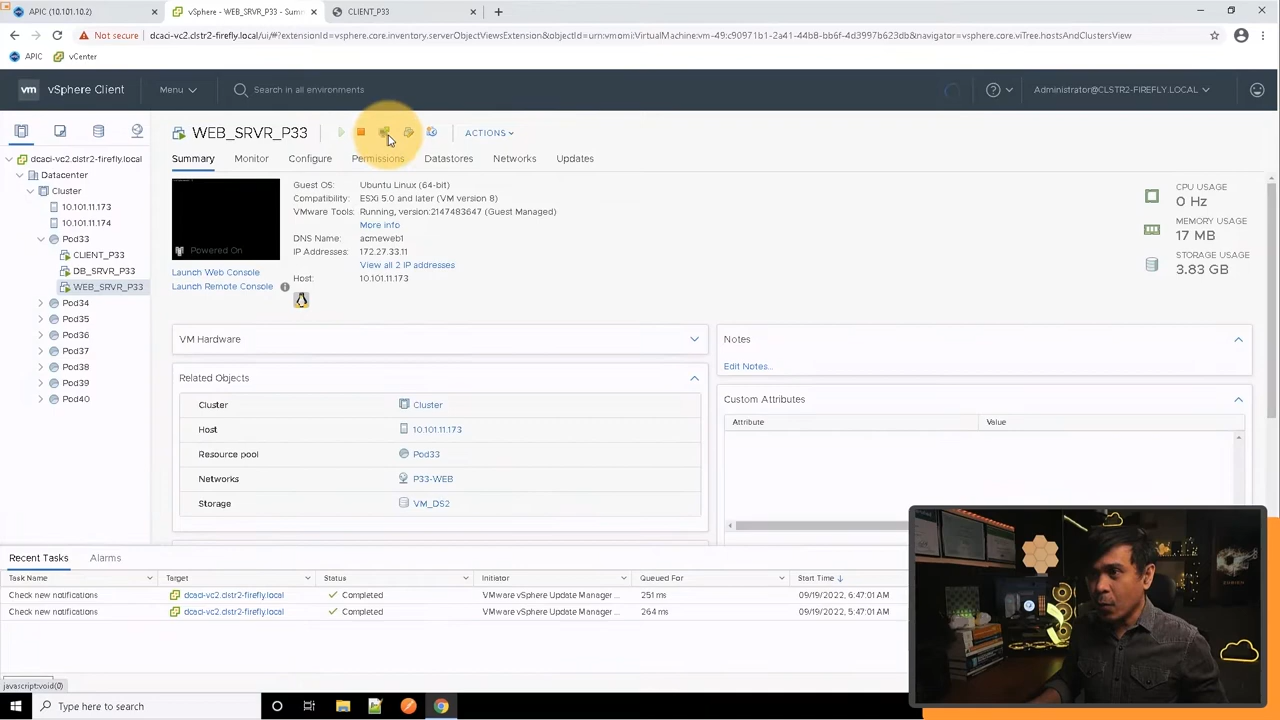 APIC (10.101.10.2)
vSphere - WEB_SRVR_P33 - Summ
CLIENT_P33
Not secure
dcaci-vc2.clstr2-firefly.local/ui/#?extensionId=vsphere.core.inventory.serverObjectViewsExtension&objectId=urn:vmomi:VirtualMachine:vm-49:c90971b1-2a41-44b8-bb6f-4d3997b623db&navigator=vsphere.core.viTree.hostsAndClustersView
APIC
vCenter
vm
vSphere Client
Menu
Search in all environments
Administrator@CLSTR2-FIREFLY.LOCAL
WEB_SRVR_P33
ACTIONS
Summary
Monitor
Configure
Permissions
Datastores
Networks
Updates
dcaci-vc2.clstr2-firefly.local
Datacenter
Cluster
10.101.11.173
10.101.11.174
Pod33
CLIENT_P33
DB_SRVR_P33
WEB_SRVR_P33
Pod34
Pod35
Pod36
Pod37
Pod38
Pod39
Pod40
Powered On
Launch Web Console
Launch Remote Console
Guest OS: Ubuntu Linux (64-bit)
Compatibility: ESXi 5.0 and later (VM version 8)
VMware Tools: Running, version:2147483647 (Guest Managed)
More info
DNS Name: acmeweb1
IP Addresses: 172.27.33.11
View all 2 IP addresses
Host: 10.101.11.173
CPU USAGE
0 Hz
MEMORY USAGE
17 MB
STORAGE USAGE
3.83 GB
VM Hardware
Related Objects
Cluster Cluster
Host 10.101.11.173
Resource pool Pod33
Networks P33-WEB
Storage VM_DS2
Notes
Edit Notes...
Custom Attributes
Attribute Value
Recent Tasks
Alarms
Task Name Target Status Initiator Queued For Start Time
Check new notifications dcaci-vc2.clstr2-firefly.local Completed VMware vSphere Update Manager ... 251 ms 09/19/2022, 6:47:01 AM
Check new notifications dcaci-vc2.clstr2-firefly.local Completed VMware vSphere Update Manager ... 264 ms 09/19/2022, 6:47:01 AM
javascript:void(0)
Type here to search